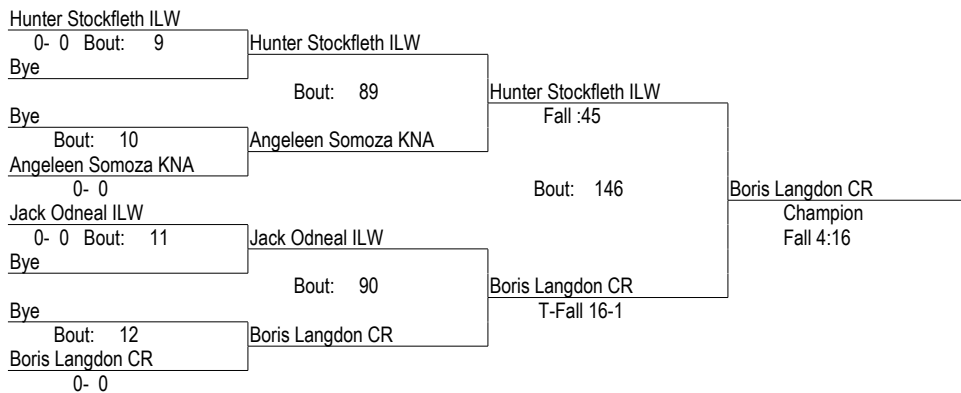 Hunter Stockfleth ILW
0- 0 Bout: 9
Bye
Hunter Stockfleth ILW
Bout: 89
Bye
Bout: 10
Angeleen Somoza KNA
0- 0
Angeleen Somoza KNA
Hunter Stockfleth ILW
Fall :45
Bout: 146
Jack Odneal ILW
0- 0 Bout: 11
Bye
Jack Odneal ILW
Bout: 90
Bye
Bout: 12
Boris Langdon CR
0- 0
Boris Langdon CR
Boris Langdon CR
T-Fall 16-1
Boris Langdon CR
Champion
Fall 4:16